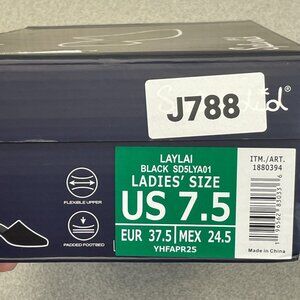 J788
LAYLAI
BLACK SD5LYA01
LADIES' SIZE
US 7.5
EUR 37.5 MEX 24.5
YHFAPR25
ITM./ART.
1880394
Made in China
FLEXIBLE UPPER
PADDED FOOTBED